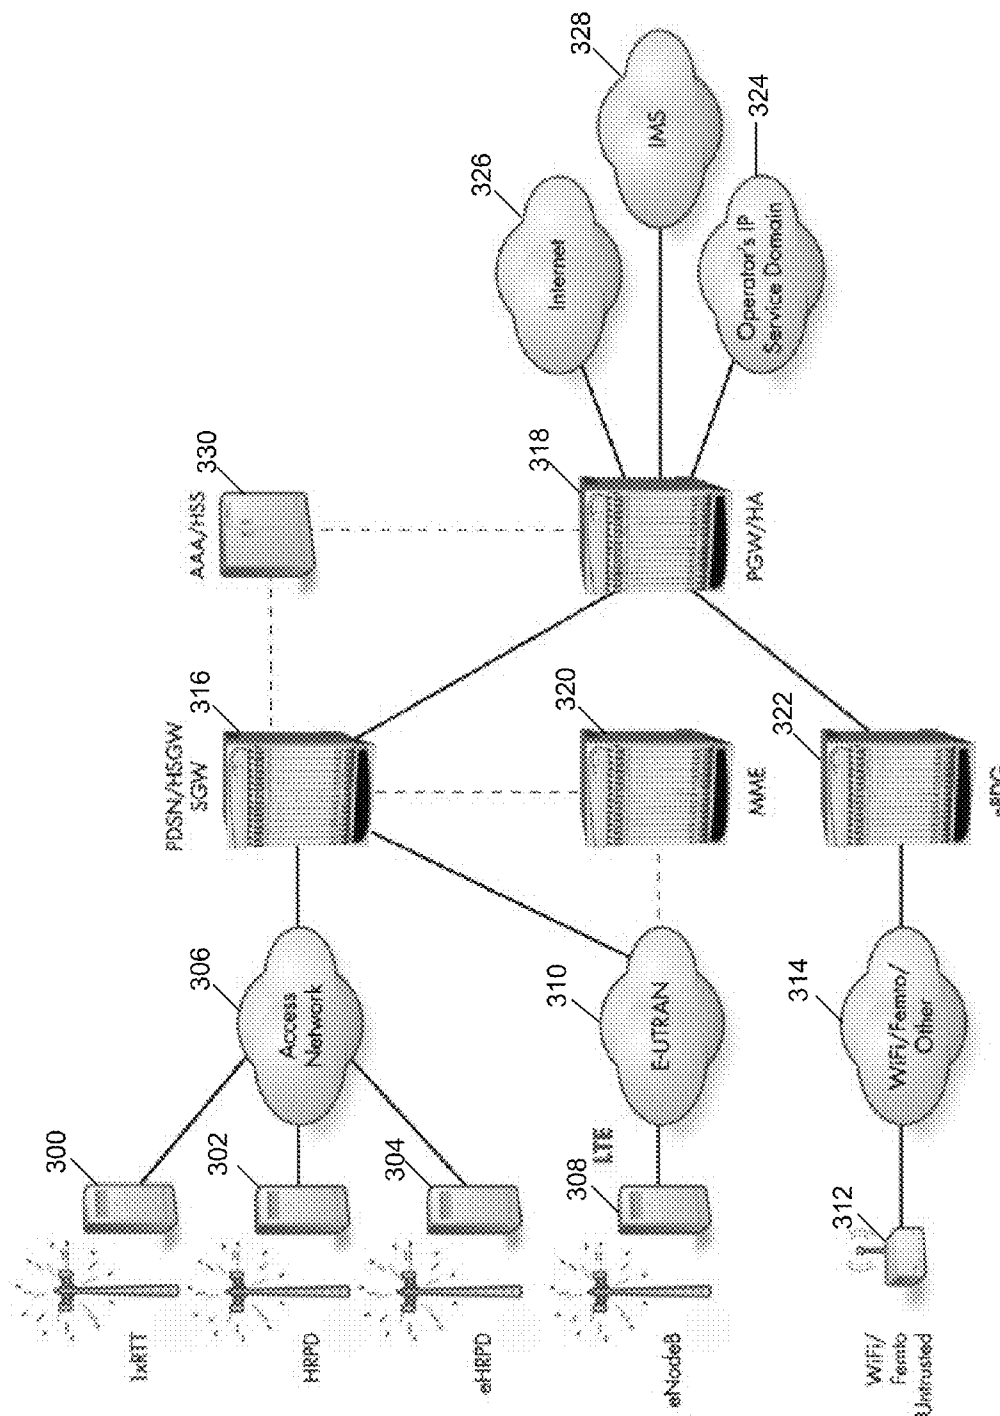 1xRTT
300
HRPD
302
eHRPD
304
Access
Network
306
PDSN/HSGW
SGW
316
AAA/HSS
330
eNodeB
308
LTE
E-UTRAN
310
MME
320
PGW/HA
318
Internet
326
IMS
328
Operator's IP
Service Domain
324
WiFi/
Femto
Untrusted
312
WiFi/Femto/
Other
314
ePDG
322